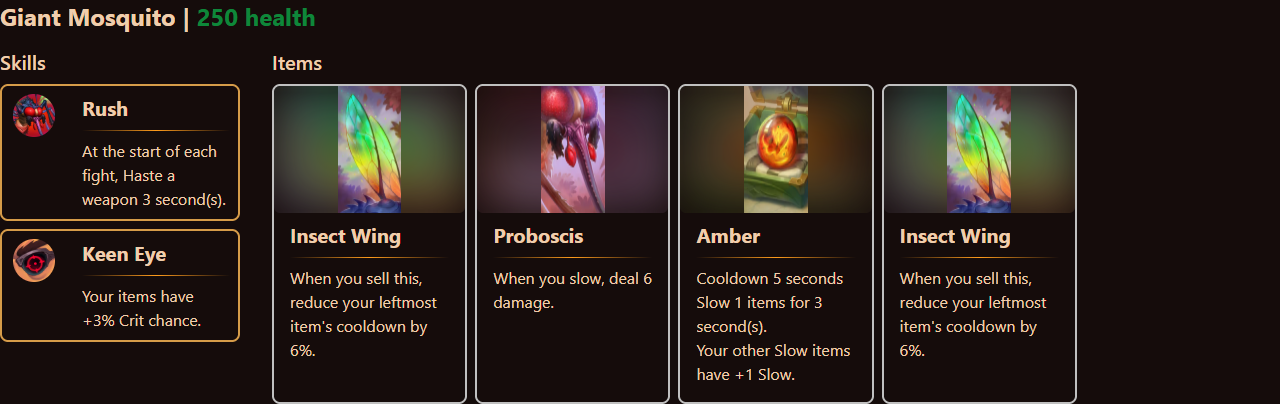 Giant Mosquito | 250 health
Skills
Rush
At the start of each
fight, Haste a
weapon 3 second(s).
Keen Eye
Your items have
+3% Crit chance.
Items
Insect Wing
When you sell this,
reduce your leftmost
item's cooldown by
6%.
Proboscis
When you slow, deal 6
damage.
Amber
Cooldown 5 seconds
Slow 1 items for 3
second(s).
Your other Slow items
have +1 Slow.
Insect Wing
When you sell this,
reduce your leftmost
item's cooldown by
6%.